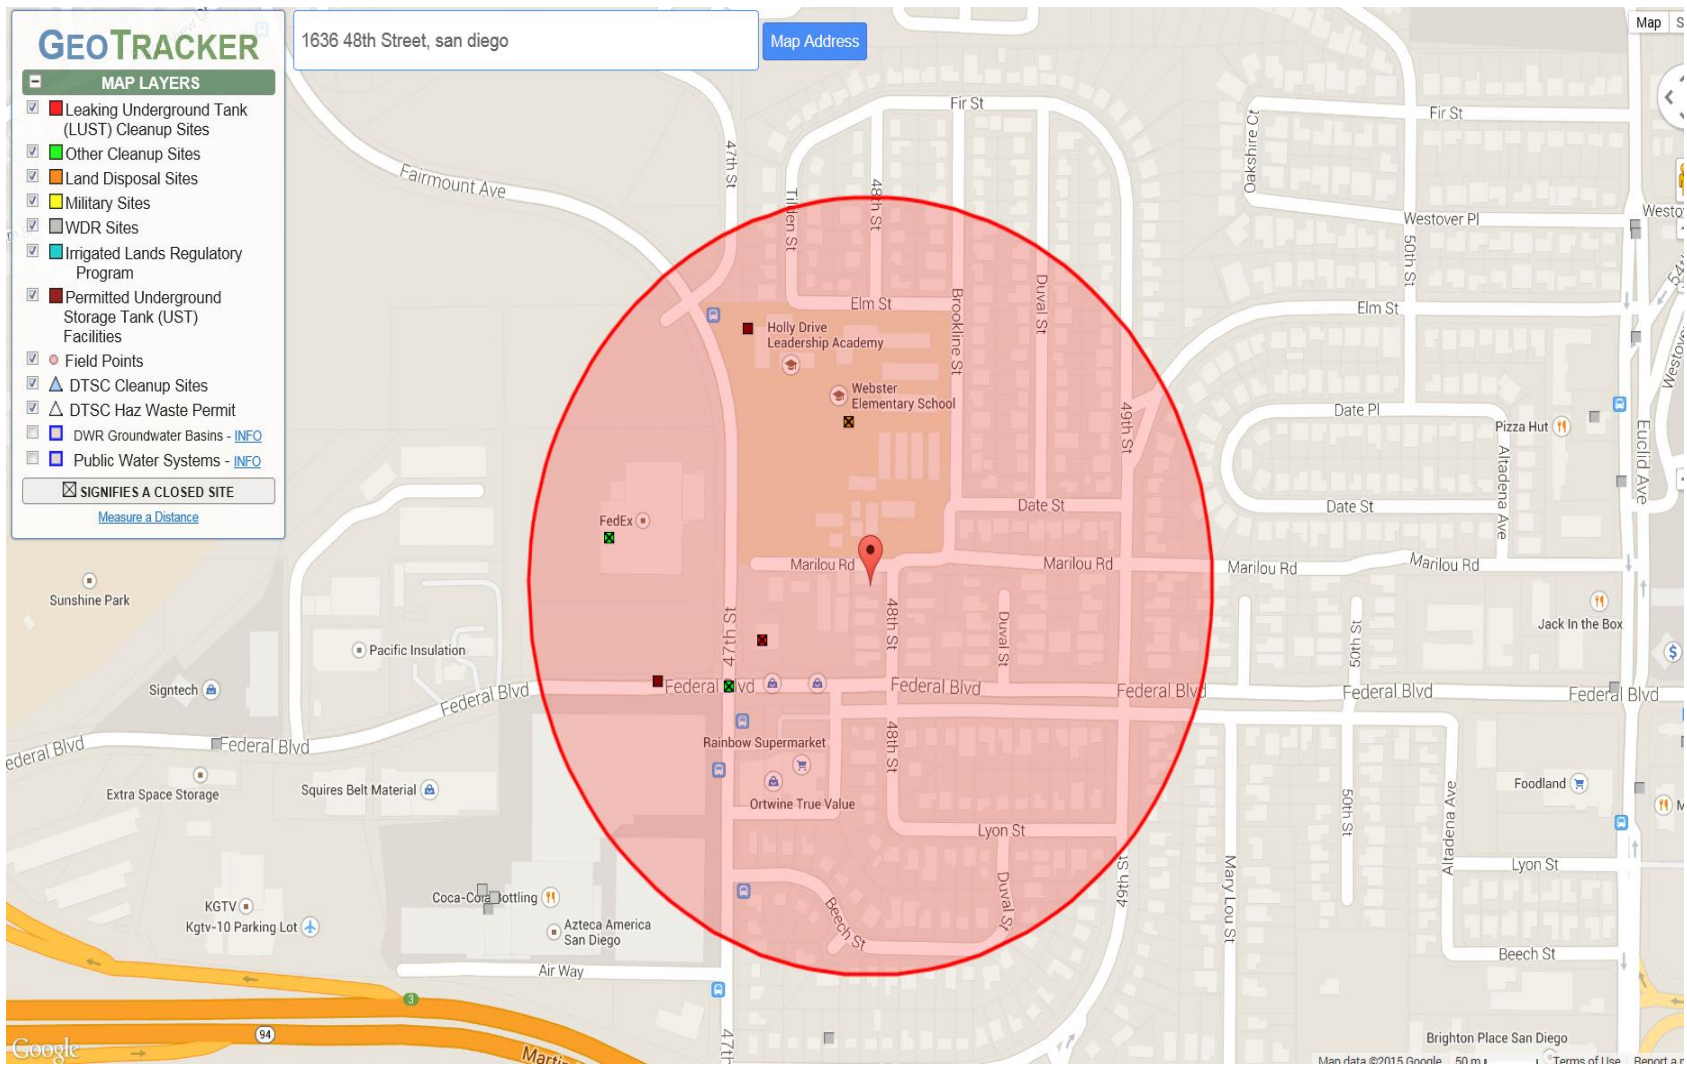 GEOTRACKER
1636 48th Street, san diego
Map Address
MAP LAYERS
Leaking Underground Tank
(LUST) Cleanup Sites
Other Cleanup Sites
Land Disposal Sites
Military Sites
WDR Sites
Irrigated Lands Regulatory
Program
Permitted Underground
Storage Tank (UST)
Facilities
Field Points
DTSC Cleanup Sites
DTSC Haz Waste Permit
DWR Groundwater Basins - INFO
Public Water Systems - INFO
SIGNIFIES A CLOSED SITE
Measure a Distance
Map
Fairmount Ave
47th St
Fir St
Fir St
Oakshire Ct
Tilden St
48th St
Westover Pl
50th St
Duval St
Brookline St
Elm St
Elm St
Holly Drive
Leadership Academy
Webster
Elementary School
49th St
Date Pl
Pizza Hut
Euclid Ave
Altadena Ave
Date St
Date St
FedEx
Marilou Rd
Marilou Rd
Marilou Rd
Marilou Rd
Sunshine Park
Jack In the Box
47th St
48th St
Duval St
50th St
Pacific Insulation
Signtech
Federal Blvd
Federal Blvd
Federal Blvd
Federal Blvd
Federal Blvd
Federal Blvd
Federal Blvd
ederal Blvd
Rainbow Supermarket
48th St
Extra Space Storage
Squires Belt Material
Ortwine True Value
Foodland
50th St
Altadena Ave
Lyon St
Lyon St
49th St
Mary Lou St
Duval St
Beech St
Beech St
KGTV
Kgtv-10 Parking Lot
Coca-Cola Bottling
Azteca America
San Diego
Air Way
3
94
47th
Google
Brighton Place San Diego
Map data ©2015 Google
50 m
Terms of Use